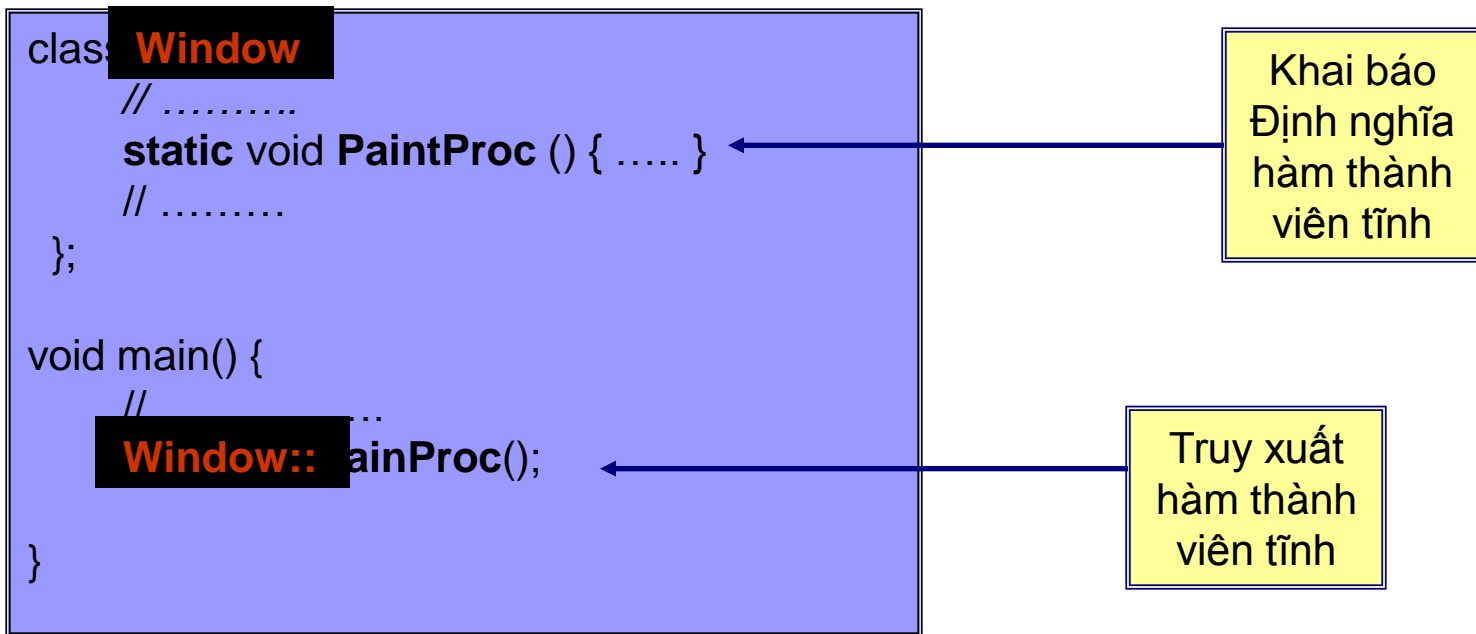 clas Window
// ……….
static void PaintProc () { ….. }
// ………
};
void main() {
// …
Window:: ainProc();
}
Khai báo
Định nghĩa
hàm thành
viên tĩnh
Truy xuất
hàm thành
viên tĩnh